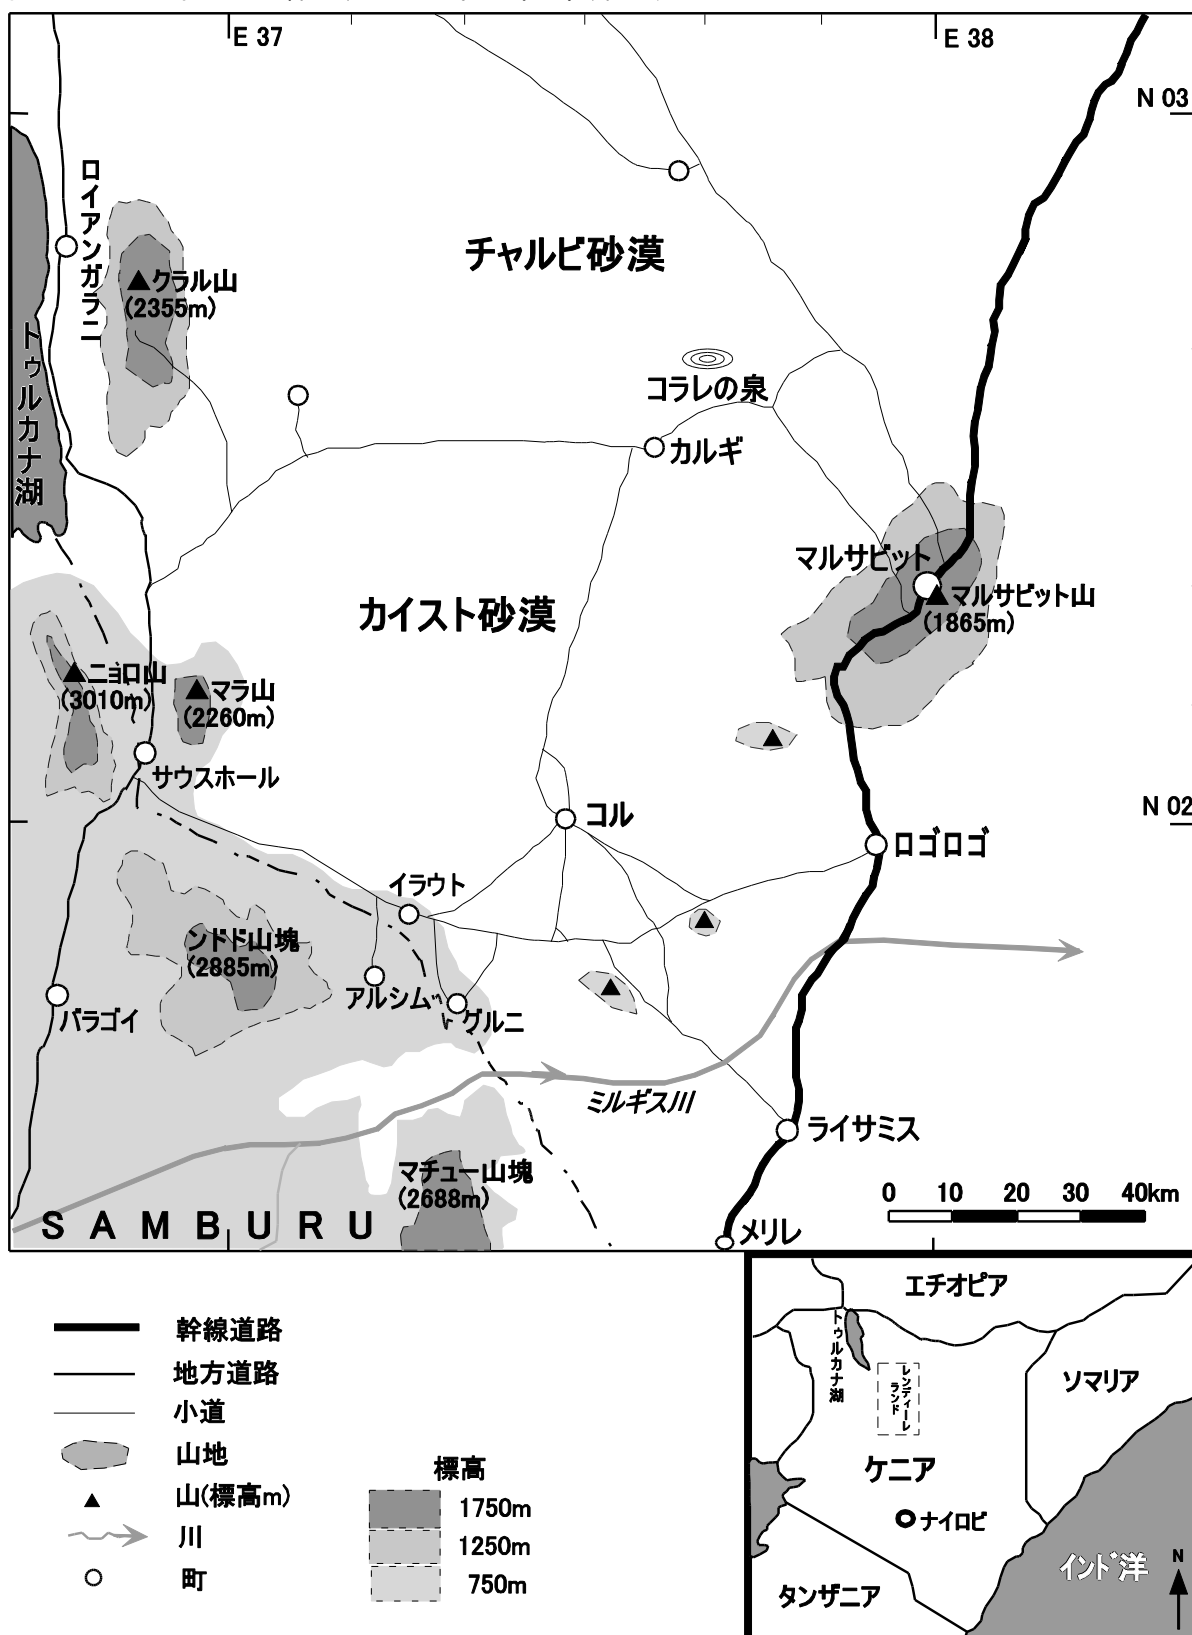 E 37
E 38
N 03
ロイアンガラニ
チャルビ砂漠
クラル山
(2355m)
トゥルカナ湖
コラレの泉
カルギ
マルサビット
マルサビット山
(1865m)
カイスト砂漠
ニョロ山
(3010m)
マラ山
(2260m)
サウスホール
N 02
コル
ロゴロゴ
イラウト
ンドド山塊
(2885m)
アルシム
グルニ
バラゴイ
ミルギス川
ライサミス
マチュー山塊
(2688m)
SAMBURU
メリレ
0 10 20 30 40km
幹線道路
地方道路
小道
山地
山(標高m)
川
町
標高
1750m
1250m
750m
エチオピア
トゥルカナ湖
レンディーレ
ランド
ソマリア
ケニア
ナイロビ
インド洋
タンザニア
N